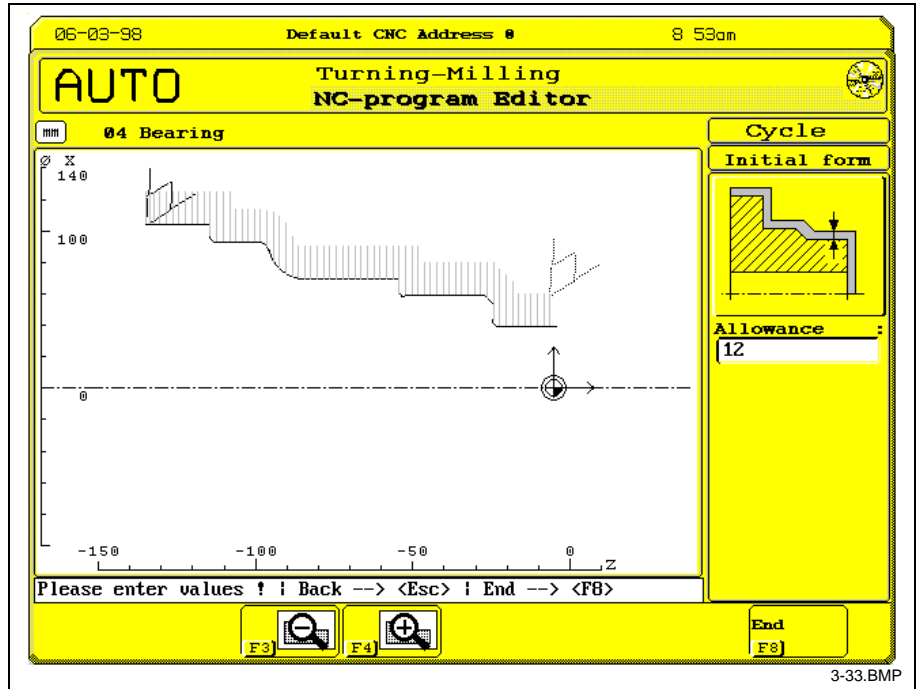 06-03-98 Default CNC Address 0 8 53am
AUTO
Turning-Milling
NC-program Editor
mm 04 Bearing
Cycle
Initial form
ø X
140
100
0
-150 -100 -50 0
Z
Allowance :
12
Please enter values ! ¦ Back --> <Esc> ¦ End --> <F8>
F3
F4
End
F8
3-33.BMP